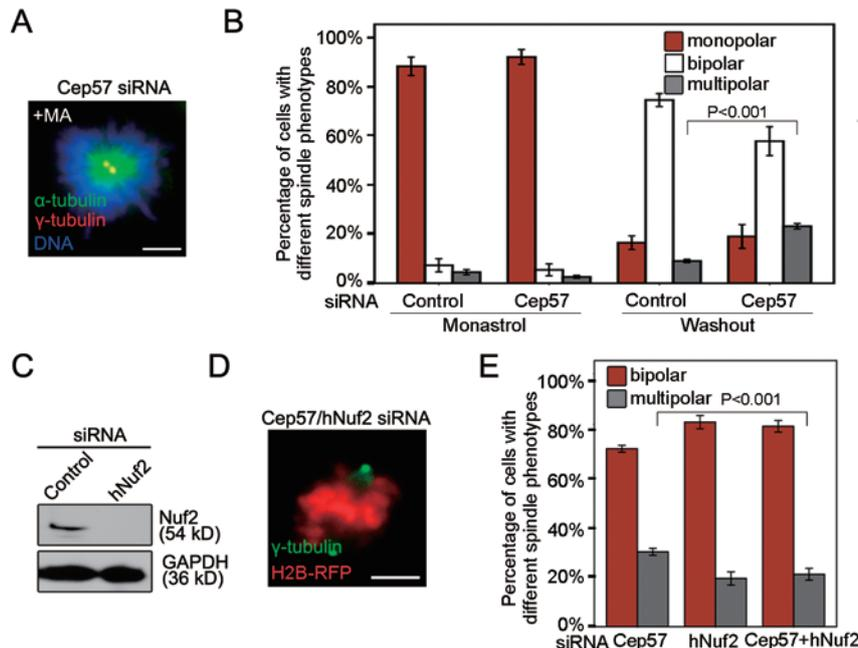 A
Cep57 siRNA
+MA
α-tubulin
γ-tubulin
DNA
B
Percentage of cells with
different spindle phenotypes
100%
80%
60%
40%
20%
0%
monopolar
bipolar
multipolar
P<0.001
siRNA Control Cep57 Control Cep57
Monastrol Washout
C
siRNA
Control hNuf2
Nuf2
(54 kD)
GAPDH
(36 kD)
D
Cep57/hNuf2 siRNA
γ-tubulin
H2B-RFP
E
Percentage of cells with
different spindle phenotypes
100%
80%
60%
40%
20%
0%
bipolar
multipolar P<0.001
siRNA Cep57 hNuf2 Cep57+hNuf2